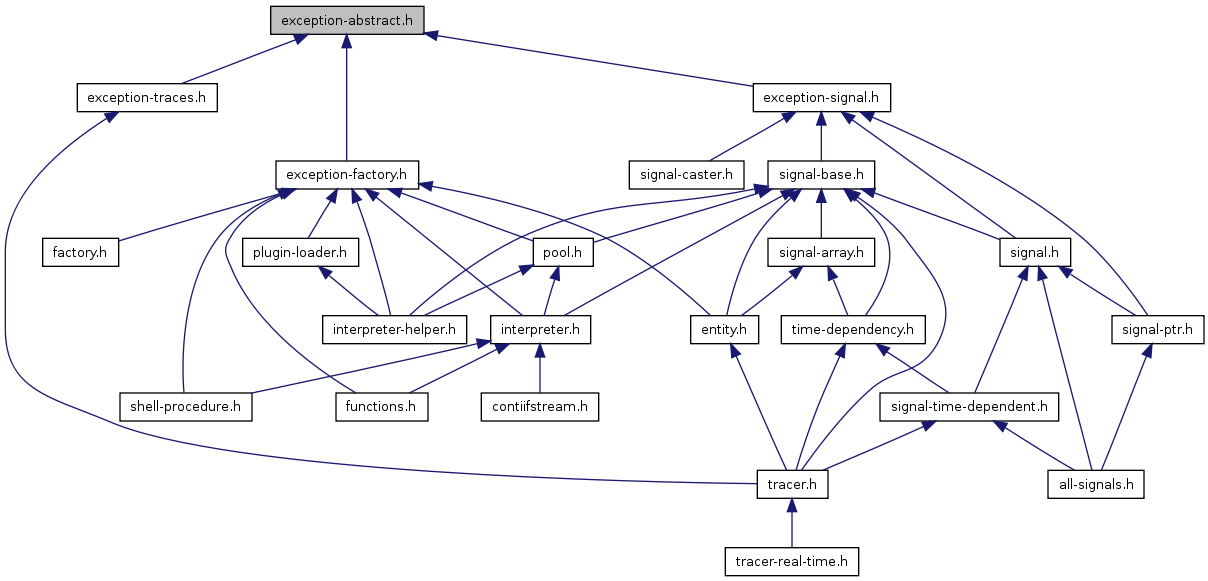 exception-abstract.h
exception-traces.h
exception-signal.h
exception-factory.h
signal-caster.h
signal-base.h
factory.h
plugin-loader.h
pool.h
signal-array.h
signal.h
interpreter-helper.h
interpreter.h
entity.h
time-dependency.h
signal-ptr.h
shell-procedure.h
functions.h
contiifstream.h
signal-time-dependent.h
tracer.h
all-signals.h
tracer-real-time.h